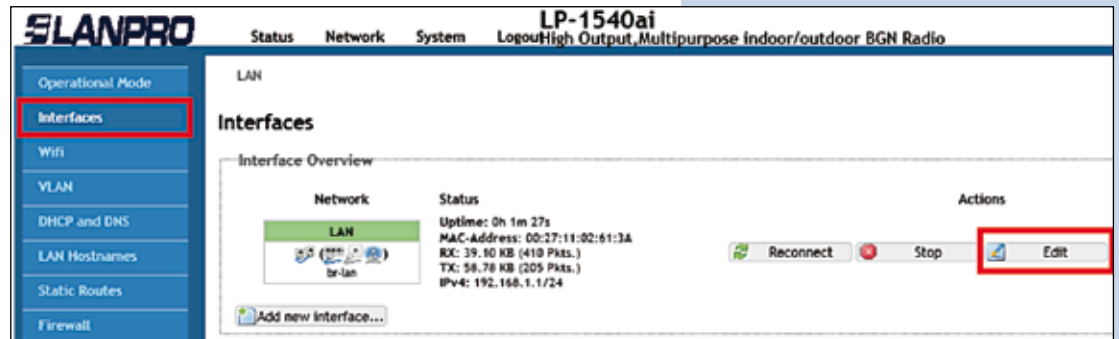 LANPRO
LP-1540ai
Status Network System Logout High Output,Multipurpose indoor/outdoor BGN Radio
Operational Mode
Interfaces
Wifi
VLAN
DHCP and DNS
LAN Hostnames
Static Routes
Firewall
LAN
Interfaces
Interface Overview
Network Status Actions
LAN
br-lan
Uptime: 0h 1m 27s
MAC-Address: 00:27:11:02:61:3A
RX: 39.10 KB (410 Pkts.)
TX: 56.78 KB (205 Pkts.)
IPv4: 192.168.1.1/24
Reconnect Stop Edit
Add new interface...